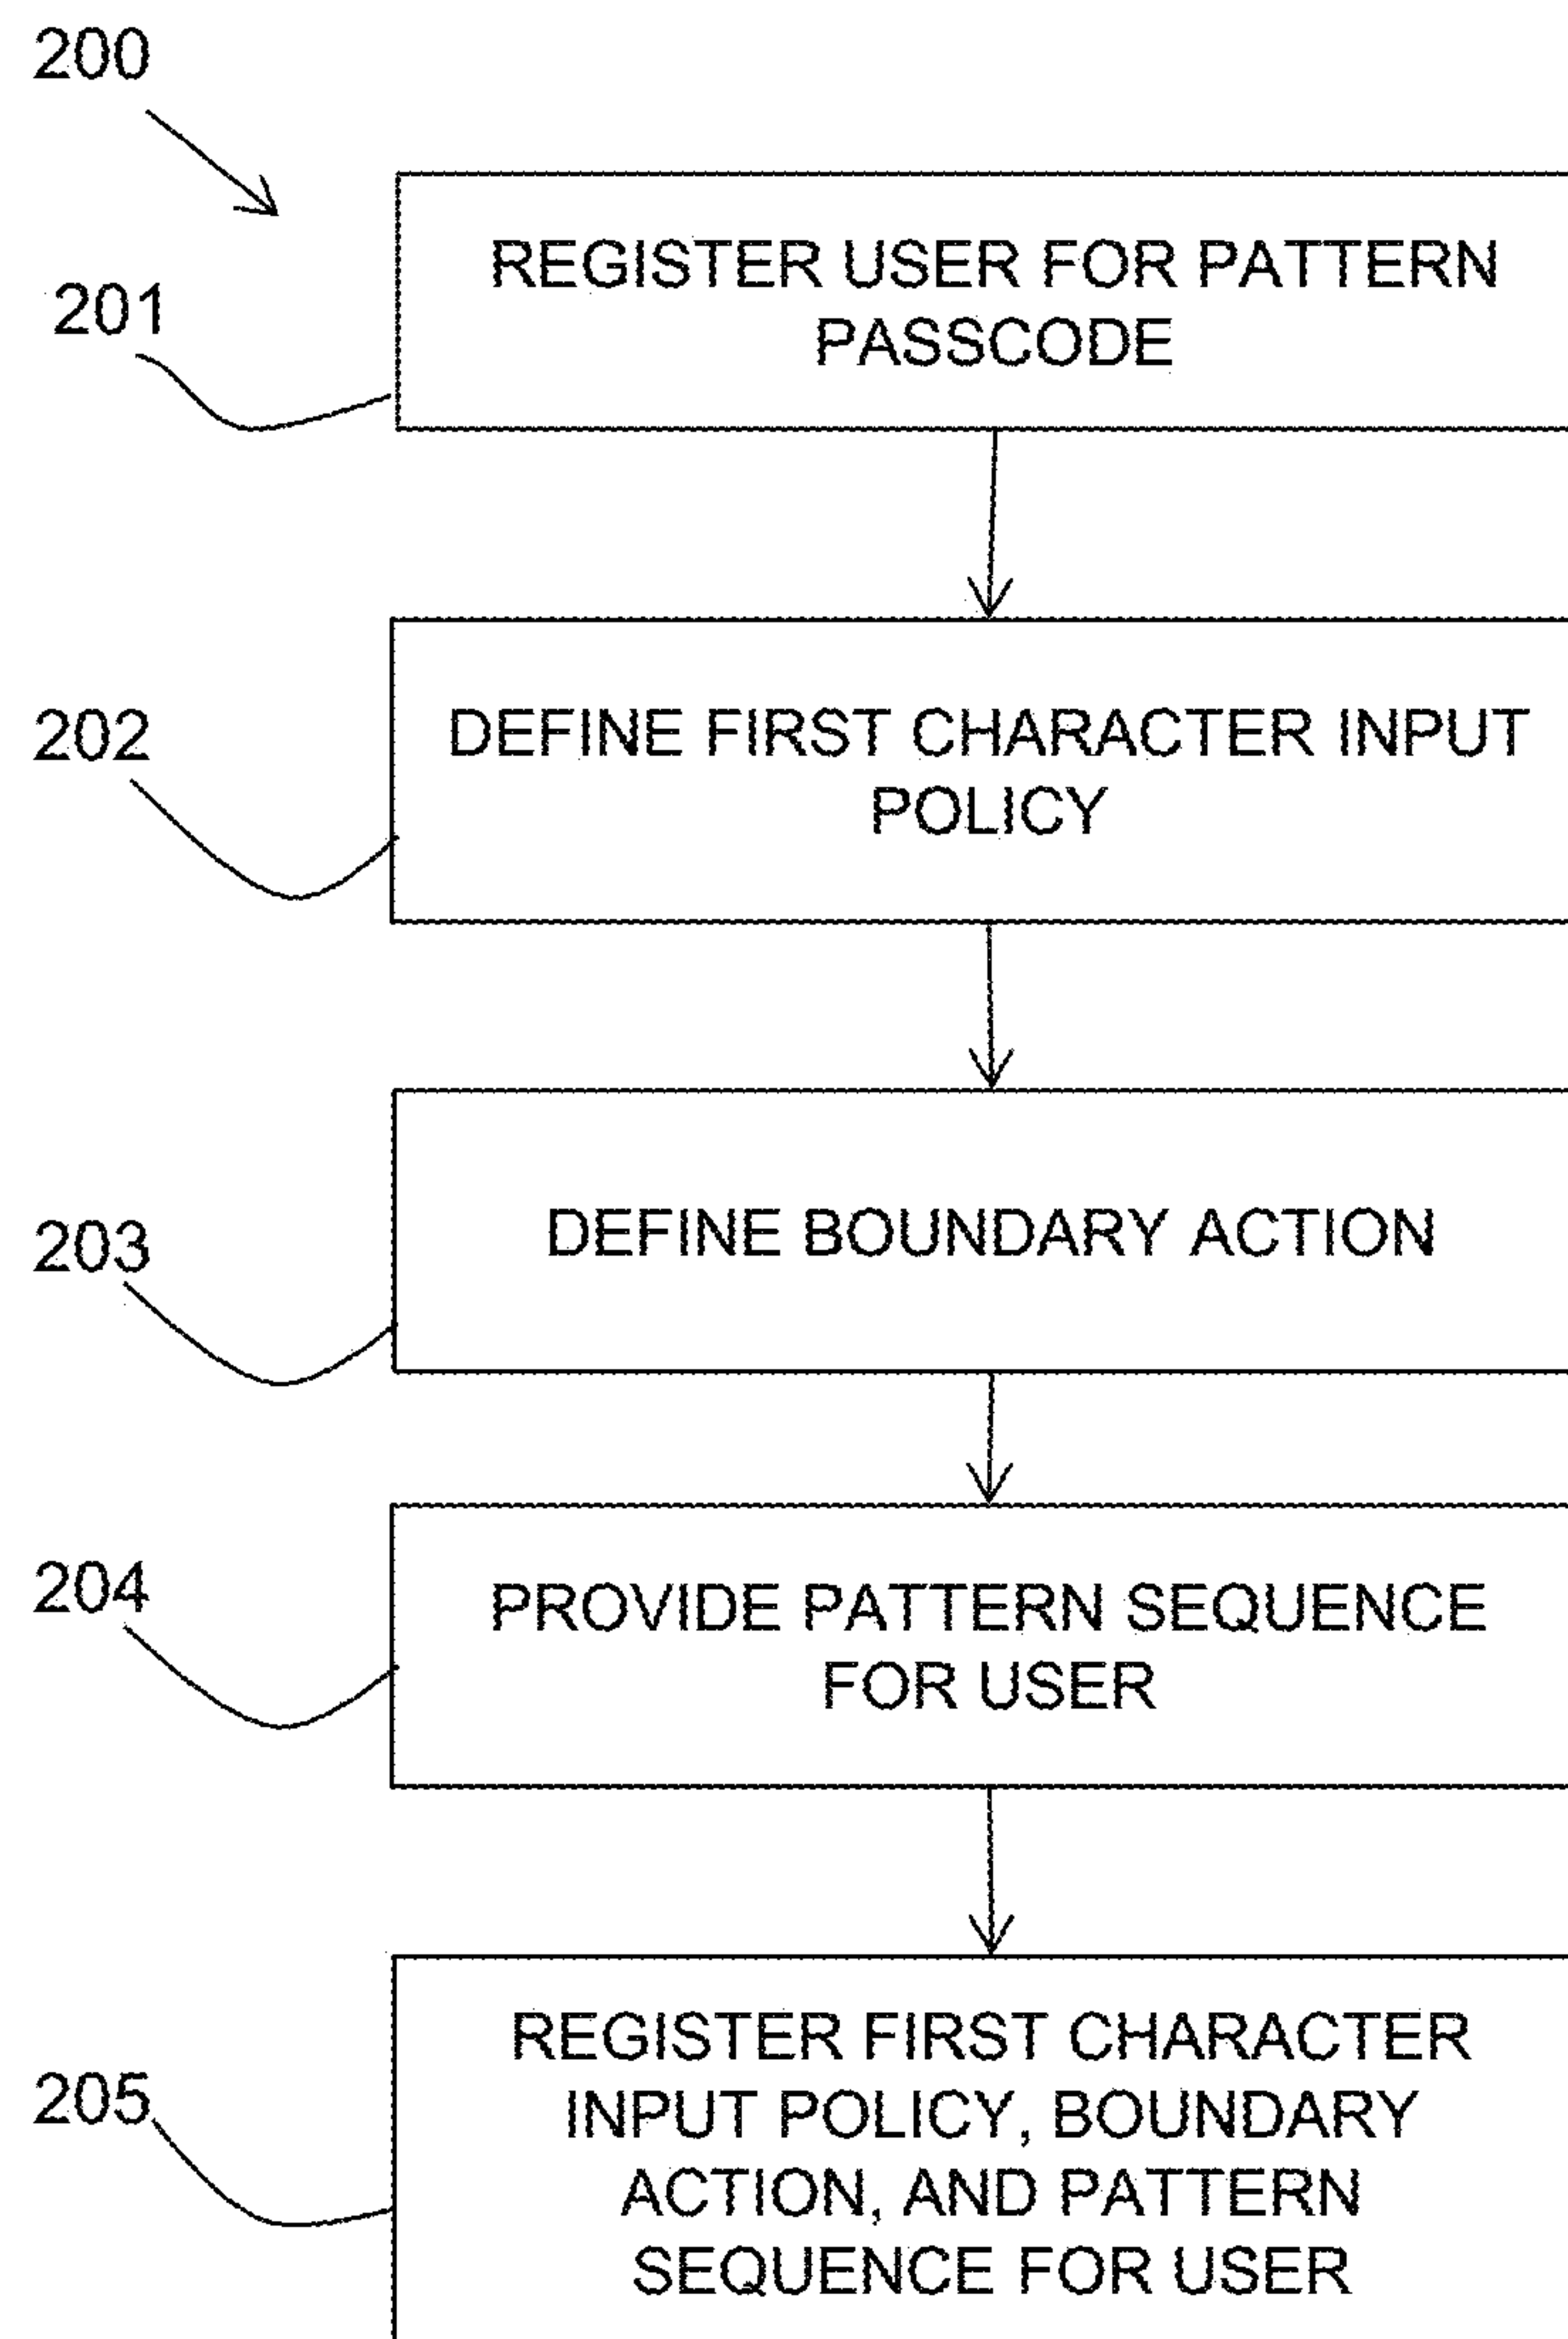 200
201
REGISTER USER FOR PATTERN
PASSCODE
202
DEFINE FIRST CHARACTER INPUT
POLICY
203
DEFINE BOUNDARY ACTION
204
PROVIDE PATTERN SEQUENCE
FOR USER
205
REGISTER FIRST CHARACTER
INPUT POLICY, BOUNDARY
ACTION, AND PATTERN
SEQUENCE FOR USER